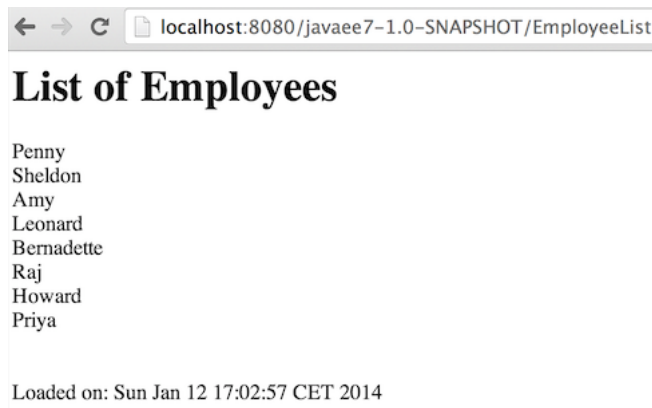 localhost:8080/javaee7-1.0-SNAPSHOT/EmployeeList
List of Employees
Penny
Sheldon
Amy
Leonard
Bernadette
Raj
Howard
Priya
Loaded on: Sun Jan 12 17:02:57 CET 2014